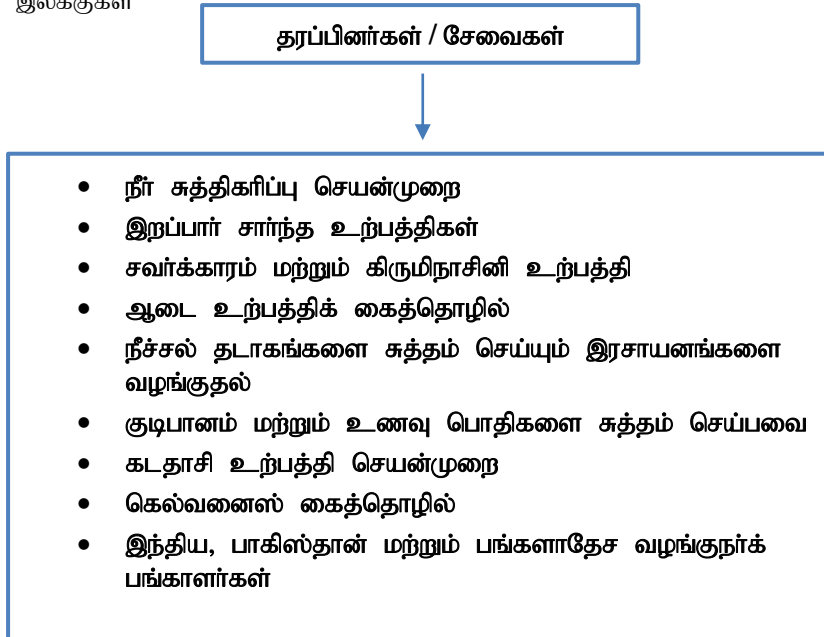 இலக்குகள்
தரப்பினர்கள் / சேவைகள்
• நீர் சுத்திகரிப்பு செயன்முறை
• இறப்பர் சார்ந்த உற்பத்திகள்
• சவர்க்காரம் மற்றும் கிருமிநாசினி உற்பத்தி
• ஆடை உற்பத்திக் கைத்தொழில்
• நீச்சல் தடாகங்களை சுத்தம் செய்யும் இரசாயனங்களை
வழங்குதல்
• குடிபானம் மற்றும் உணவு பொதிகளை சுத்தம் செய்பவை
• கடதாசி உற்பத்தி செயன்முறை
• கெல்வனைஸ் கைத்தொழில்
• இந்திய, பாகிஸ்தான் மற்றும் பங்களாதேச வழங்குநர்க்
பங்காளர்கள்